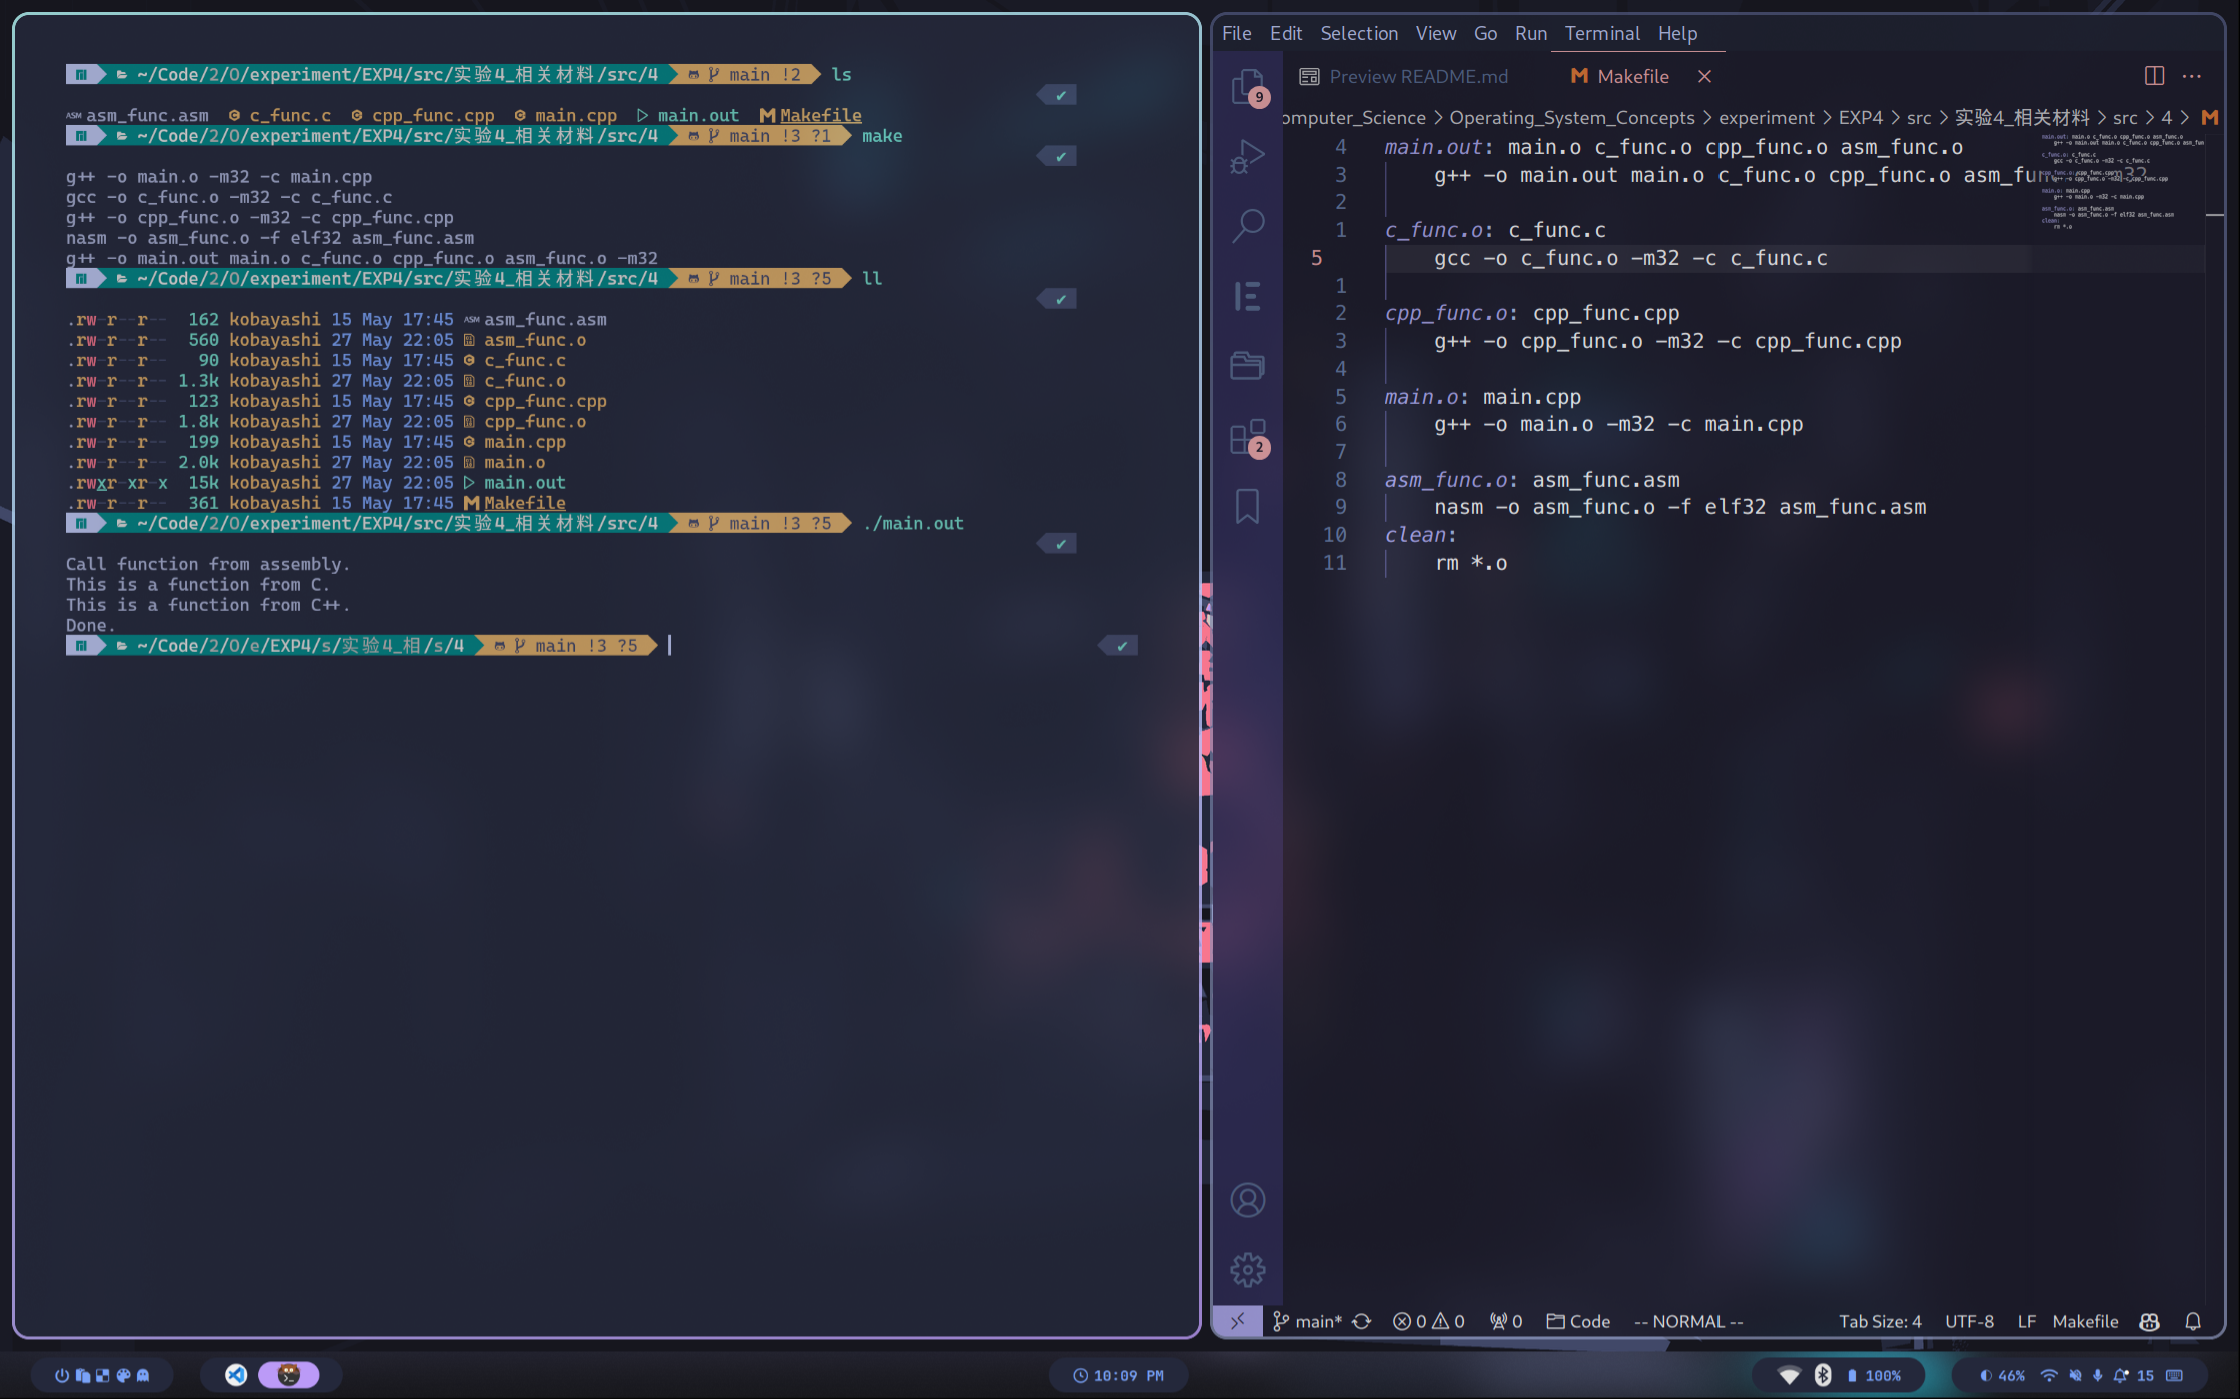 ~/Code/2/O/experiment/EXP4/src/实验4_相关材料/src/4 main !2 ls
asm_func.asm c_func.c cpp_func.cpp main.cpp main.out Makefile
~/Code/2/O/experiment/EXP4/src/实验4_相关材料/src/4 main !3 ?1 make
g++ -o main.o -m32 -c main.cpp
gcc -o c_func.o -m32 -c c_func.c
g++ -o cpp_func.o -m32 -c cpp_func.cpp
nasm -o asm_func.o -f elf32 asm_func.asm
g++ -o main.out main.o c_func.o cpp_func.o asm_func.o -m32
~/Code/2/O/experiment/EXP4/src/实验4_相关材料/src/4 main !3 ?5 ll
.rw-r--r-- 162 kobayashi 15 May 17:45 asm_func.asm
.rw-r--r-- 560 kobayashi 27 May 22:05 asm_func.o
.rw-r--r-- 90 kobayashi 15 May 17:45 c_func.c
.rw-r--r-- 1.3k kobayashi 27 May 22:05 c_func.o
.rw-r--r-- 123 kobayashi 15 May 17:45 cpp_func.cpp
.rw-r--r-- 1.8k kobayashi 27 May 22:05 cpp_func.o
.rw-r--r-- 199 kobayashi 15 May 17:45 main.cpp
.rw-r--r-- 2.0k kobayashi 27 May 22:05 main.o
.rwxr-xr-x 15k kobayashi 27 May 22:05 main.out
.rw-r--r-- 361 kobayashi 15 May 17:45 Makefile
~/Code/2/O/experiment/EXP4/src/实验4_相关材料/src/4 main !3 ?5 ./main.out
Call function from assembly.
This is a function from C.
This is a function from C++.
Done.
~/Code/2/O/e/EXP4/s/实验4_相/s/4 main !3 ?5
File Edit Selection View Go Run Terminal Help
Preview README.md Makefile
9
2
omputer_Science > Operating_System_Concepts > experiment > EXP4 > src > 实验4_相关材料 > src > 4 >
4 main.out: main.o c_func.o cpp_func.o asm_func.o
3 g++ -o main.out main.o c_func.o cpp_func.o asm_func.o -m32
2
1 c_func.o: c_func.c
5 gcc -o c_func.o -m32 -c c_func.c
1
2 cpp_func.o: cpp_func.cpp
3 g++ -o cpp_func.o -m32 -c cpp_func.cpp
4
5 main.o: main.cpp
6 g++ -o main.o -m32 -c main.cpp
7
8 asm_func.o: asm_func.asm
9 nasm -o asm_func.o -f elf32 asm_func.asm
10 clean:
11 rm *.o
main* 0 0 0 Code -- NORMAL -- Tab Size: 4 UTF-8 LF Makefile
10:09 PM 100% 46% 15